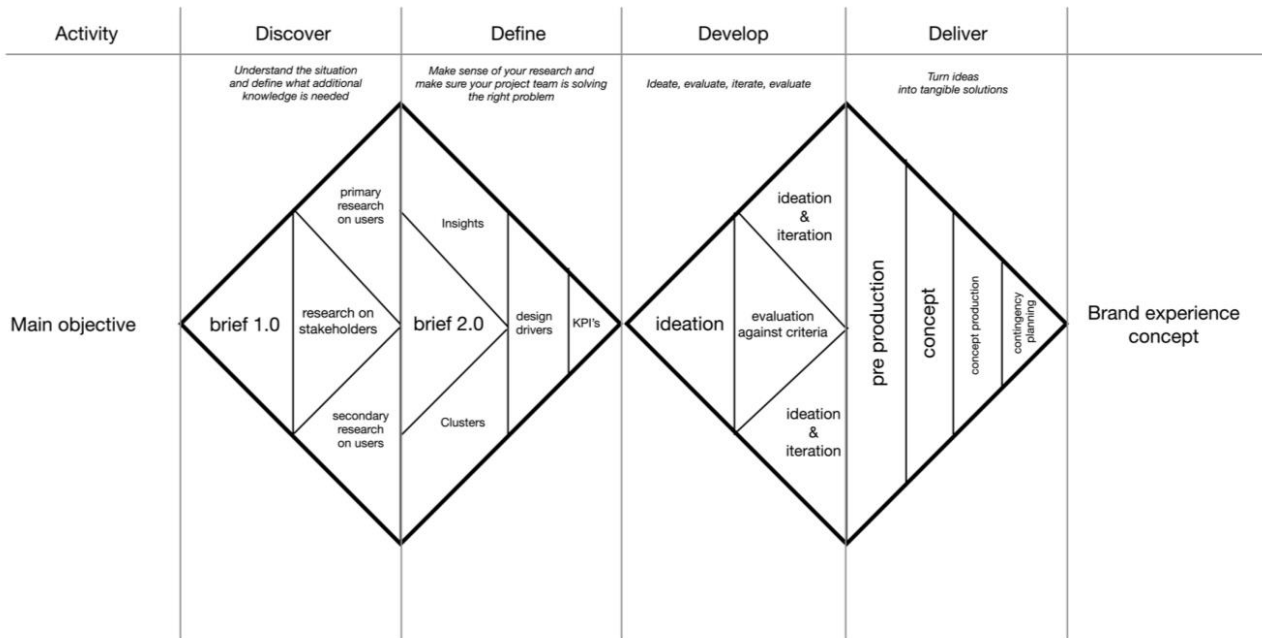 Activity
Discover
Define
Develop
Deliver
Understand the situation
and define what additional
knowledge is needed
Make sense of your research and
make sure your project team is solving
the right problem
Ideate, evaluate, iterate, evaluate
Turn ideas
into tangible solutions
Main objective
brief 1.0
primary
research
on users
research on
stakeholders
secondary
research
on users
Insights
brief 2.0
Clusters
design
drivers
KPI's
ideation
ideation
&
iteration
evaluation
against criteria
ideation
&
iteration
pre production
concept
concept production
contingency
planning
Brand experience
concept